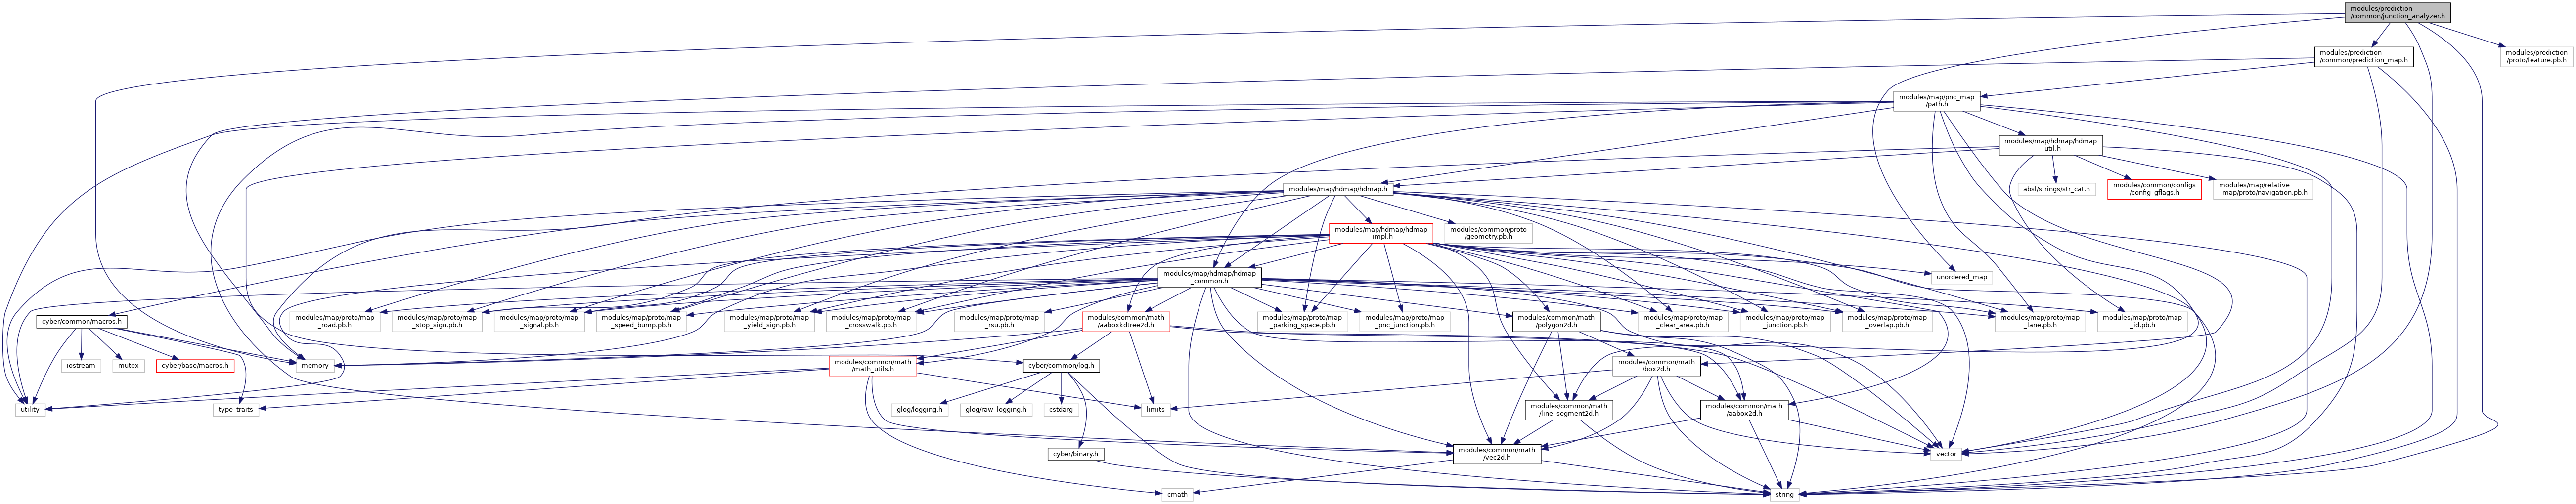 modules/prediction
/common/junction_analyzer.h
modules/prediction
/common/prediction_map.h
modules/prediction
/proto/feature.pb.h
modules/map/pnc_map
/path.h
modules/map/hdmap/hdmap
_util.h
modules/map/hdmap/hdmap.h
absl/strings/str_cat.h
modules/common/configs
/config_gflags.h
modules/map/relative
_map/proto/navigation.pb.h
modules/map/hdmap/hdmap
_impl.h
modules/common/proto
/geometry.pb.h
modules/map/hdmap/hdmap
_common.h
unordered_map
cyber/common/macros.h
modules/map/proto/map
_road.pb.h
modules/map/proto/map
_stop_sign.pb.h
modules/map/proto/map
_signal.pb.h
modules/map/proto/map
_speed_bump.pb.h
modules/map/proto/map
_yield_sign.pb.h
modules/map/proto/map
_crosswalk.pb.h
modules/map/proto/map
_rsu.pb.h
modules/common/math
/aaboxkdtree2d.h
modules/map/proto/map
_parking_space.pb.h
modules/map/proto/map
_pnc_junction.pb.h
modules/common/math
/polygon2d.h
modules/map/proto/map
_clear_area.pb.h
modules/map/proto/map
_junction.pb.h
modules/map/proto/map
_overlap.pb.h
modules/map/proto/map
_lane.pb.h
modules/map/proto/map
_id.pb.h
iostream
mutex
cyber/base/macros.h
memory
modules/common/math
/math_utils.h
cyber/common/log.h
modules/common/math
/box2d.h
utility
type_traits
glog/logging.h
glog/raw_logging.h
cstdarg
limits
modules/common/math
/line_segment2d.h
modules/common/math
/aabox2d.h
cyber/binary.h
modules/common/math
/vec2d.h
vector
cmath
string